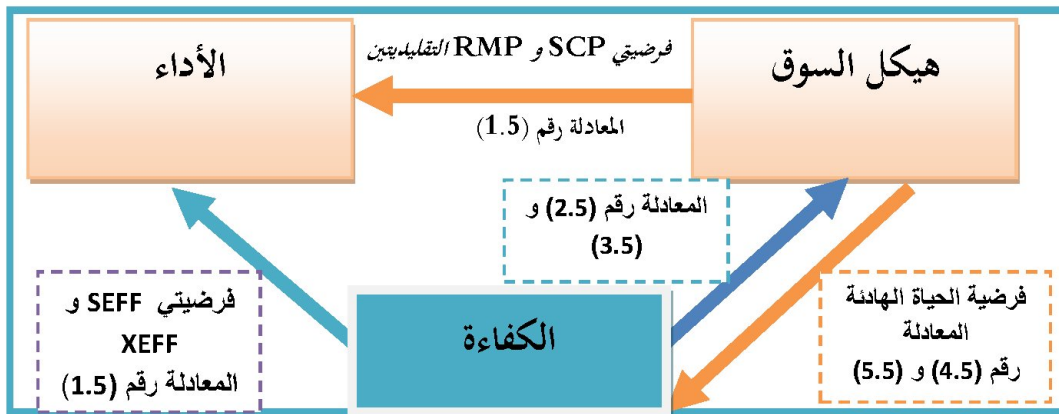 هيكل السوق
فرضيتي SCP و RMP التقليديتين
المعادلة رقم (1.5)
الأداء
المعادلة رقم (2.5) و
(3.5)
فرضية الحياة الهادئة
المعادلة
رقم (4.5) و (5.5)
فرضيتي SEFF و
XEFF
المعادلة رقم (1.5)
الكفاءة